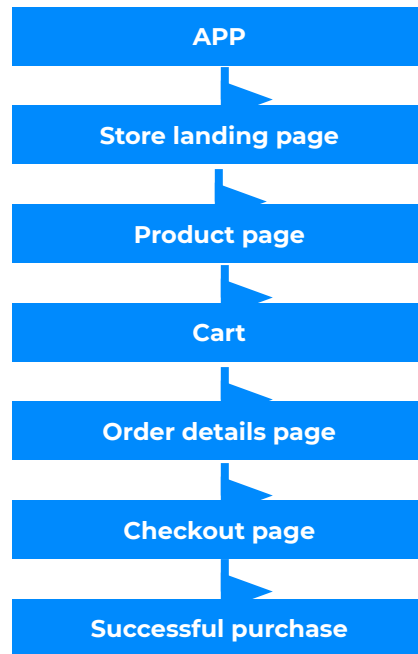 APP
Store landing page
Product page
Cart
Order details page
Checkout page
Successful purchase